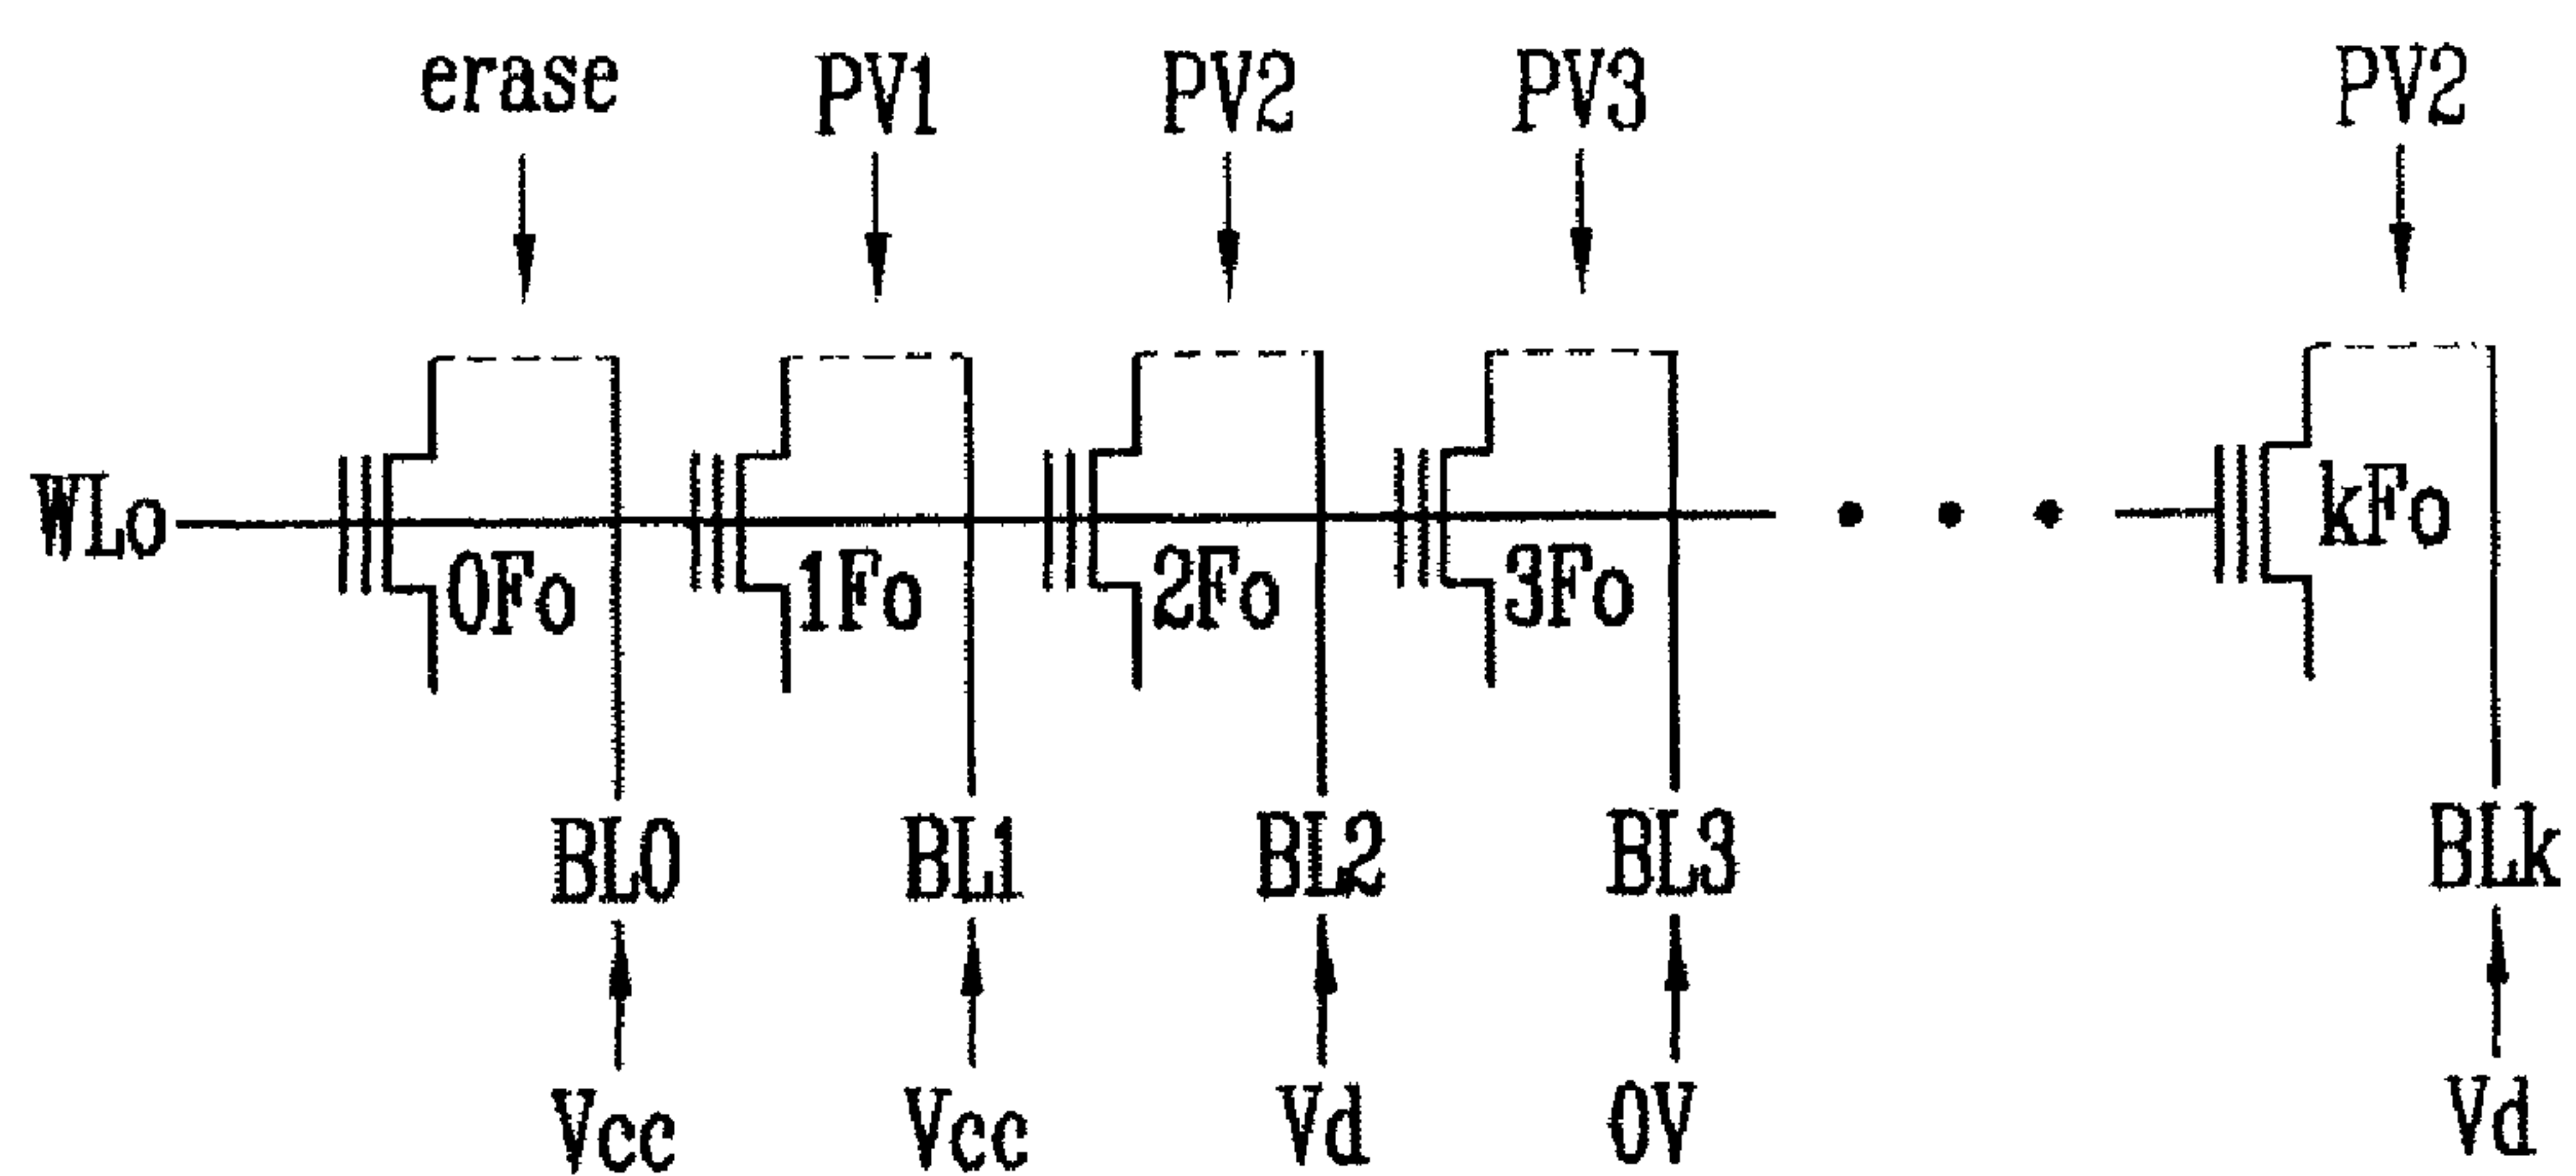 erase PV1 PV2 PV3 PV2
WLo 0Fo 1Fo 2Fo 3Fo kFo
BL0 BL1 BL2 BL3 BLk
Vcc Vcc Vd 0V Vd